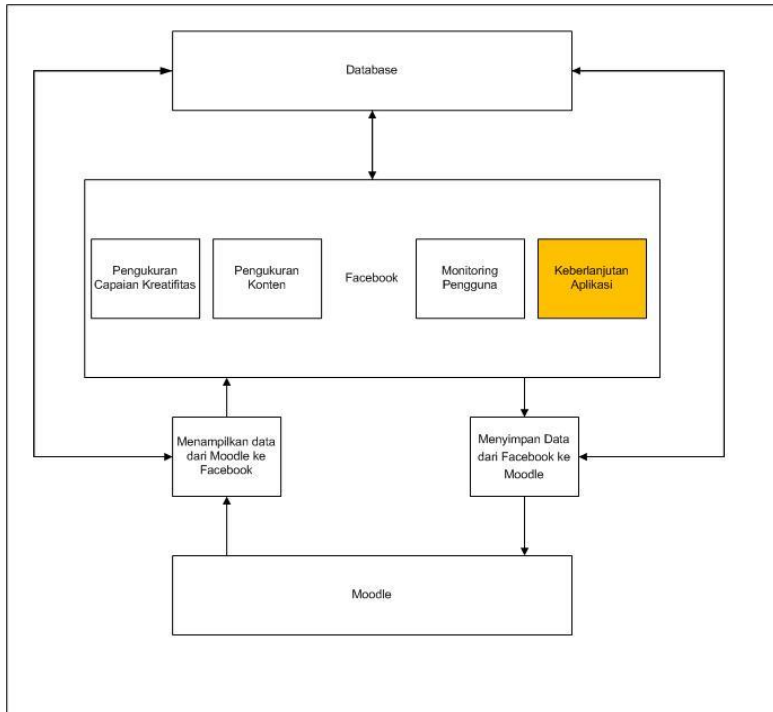 Database
Pengukuran
Capaian Kreatifitas
Pengukuran
Konten
Facebook
Monitoring
Pengguna
Keberlanjutan
Aplikasi
Menampilkan data
dari Moodle ke
Facebook
Menyimpan Data
dari Facebook ke
Moodle
Moodle